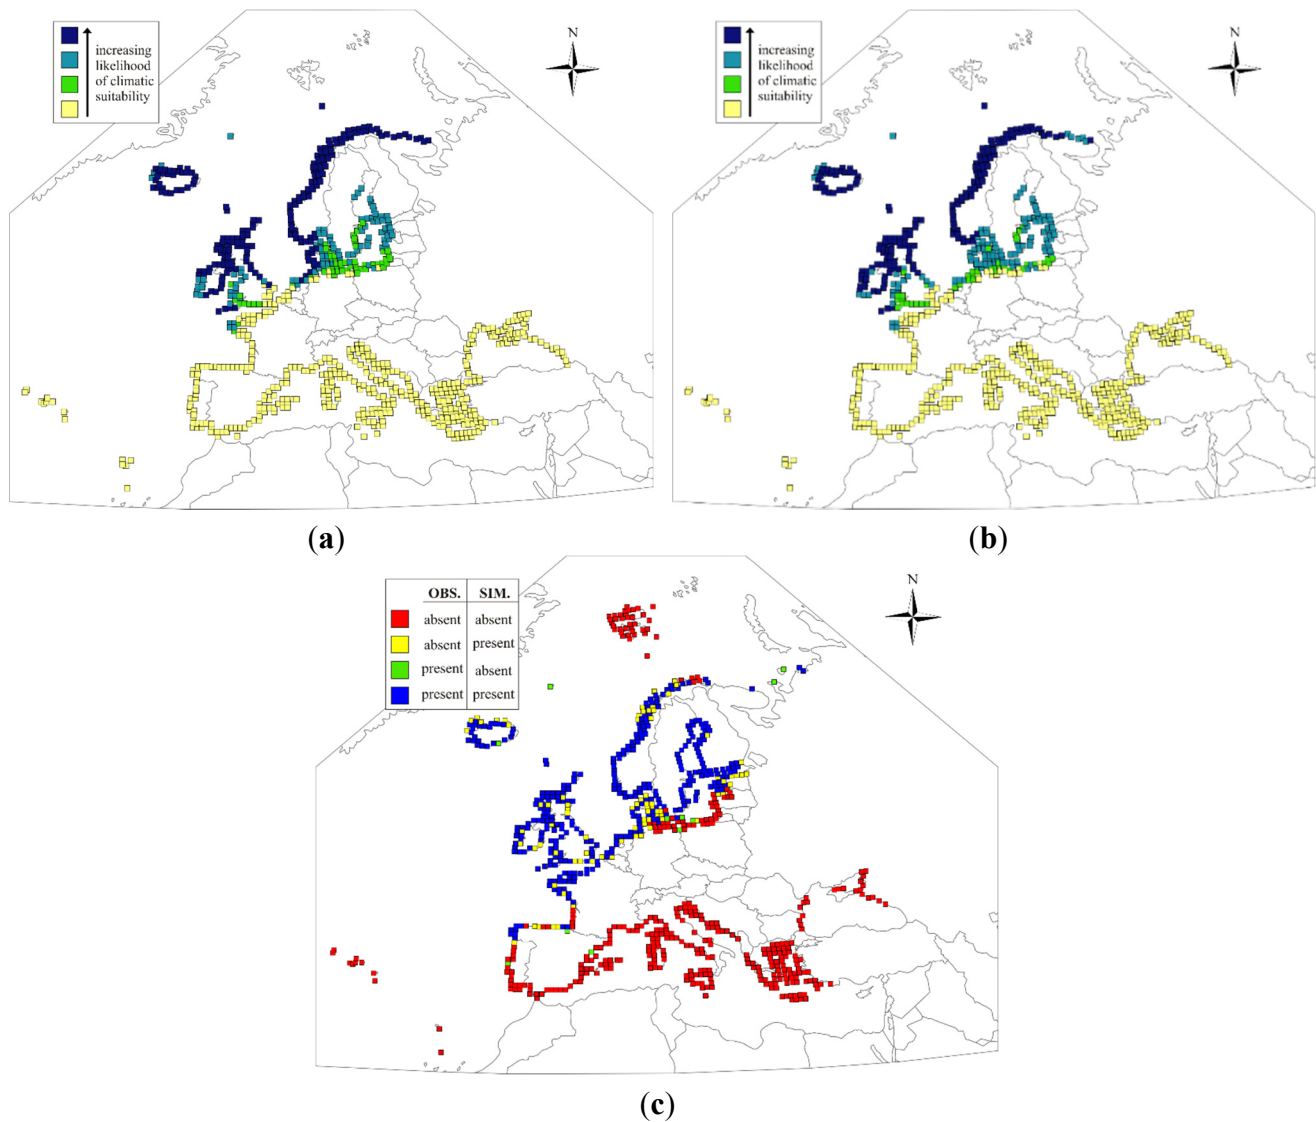 increasing
likelihood
of climatic
suitability
N
increasing
likelihood
of climatic
suitability
N
(a)
(b)
OBS. SIM.
absent absent
absent present
present absent
present present
N
(c)